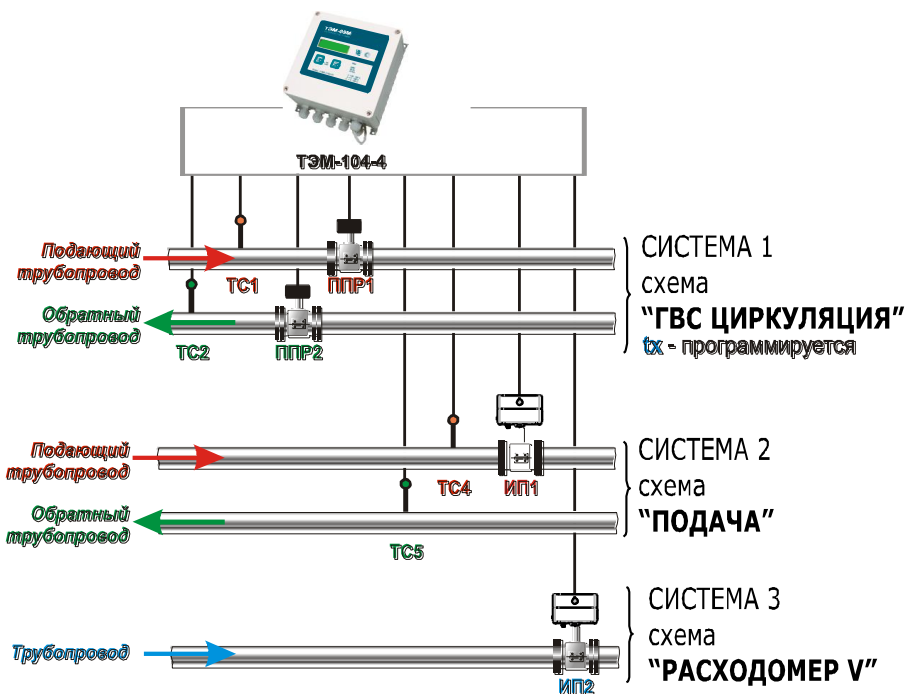 ТЭМ-104-4
Подающий
трубопровод
ТС1
ППР1
СИСТЕМА 1
схема
“ГВС ЦИРКУЛЯЦИЯ”
tx - программируется
Обратный
трубопровод
ТС2
ППР2
Подающий
трубопровод
ТС4
ИП1
СИСТЕМА 2
схема
“ПОДАЧА”
Обратный
трубопровод
ТС5
СИСТЕМА 3
схема
“РАСХОДОМЕР V”
Трубопровод
ИП2